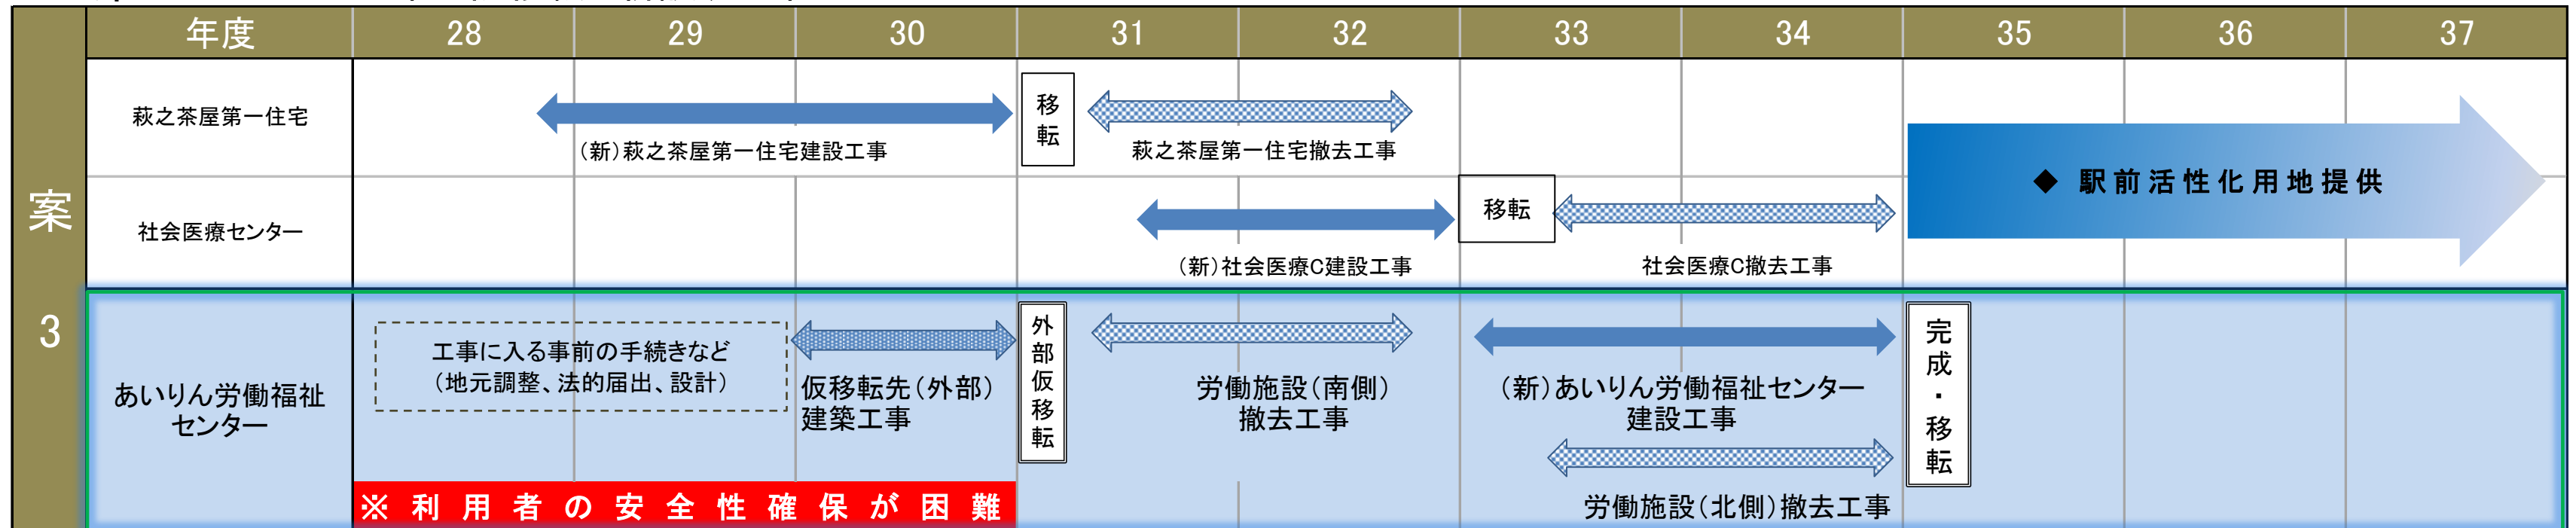 年度 28 29 30 31 32 33 34 35 36 37
案
3
萩之茶屋第一住宅
移
転
(新)萩之茶屋第一住宅建設工事
萩之茶屋第一住宅撤去工事
◆ 駅前活性化用地提供
社会医療センター
移転
(新)社会医療C建設工事
社会医療C撤去工事
あいりん労働福祉
センター
工事に入る事前の手続きなど
(地元調整、法的届出、設計)
仮移転先(外部)
建築工事
外
部
仮
移
転
労働施設(南側)
撤去工事
(新)あいりん労働福祉センター
建設工事
完
成
・
移
転
労働施設(北側)撤去工事
※利用者の安全性確保が困難